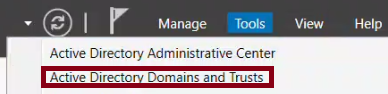 Manage Tools View Help
Active Directory Administrative Center
Active Directory Domains and Trusts